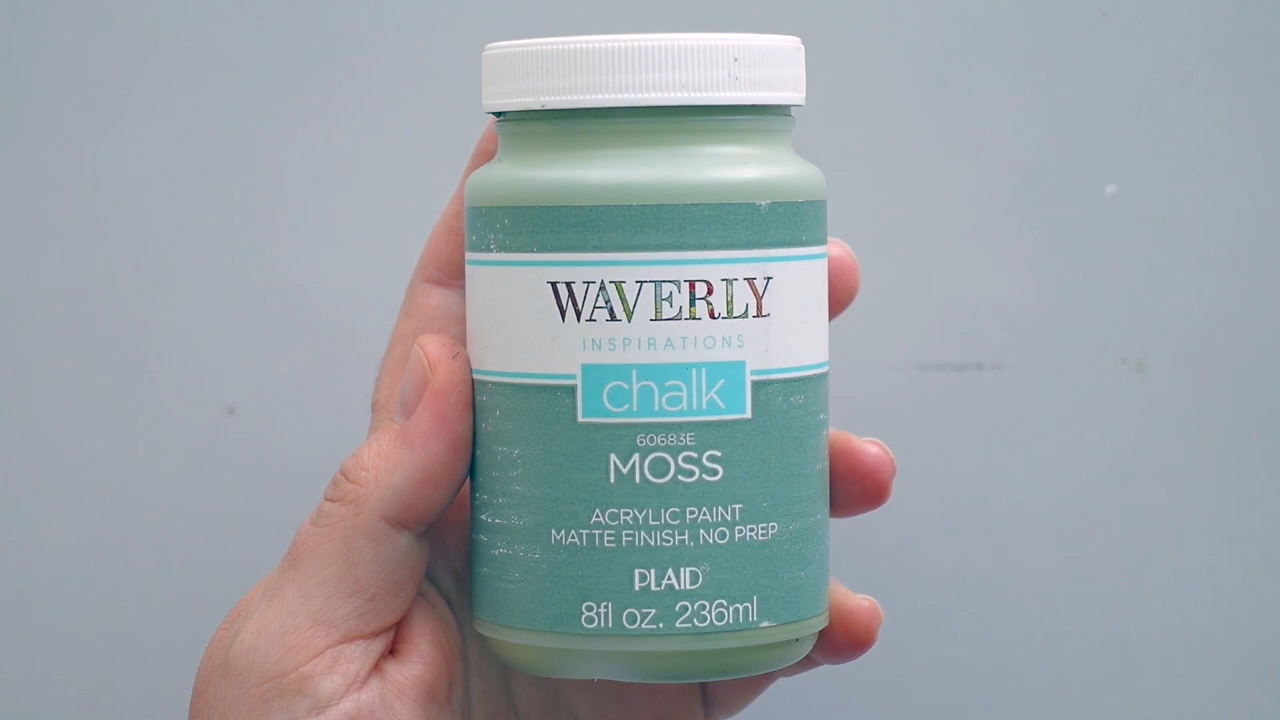 WAVERLY
INSPIRATIONS
chalk
60683E
MOSS
ACRYLIC PAINT
MATTE FINISH, NO PREP
PLAID
8fl oz. 236ml